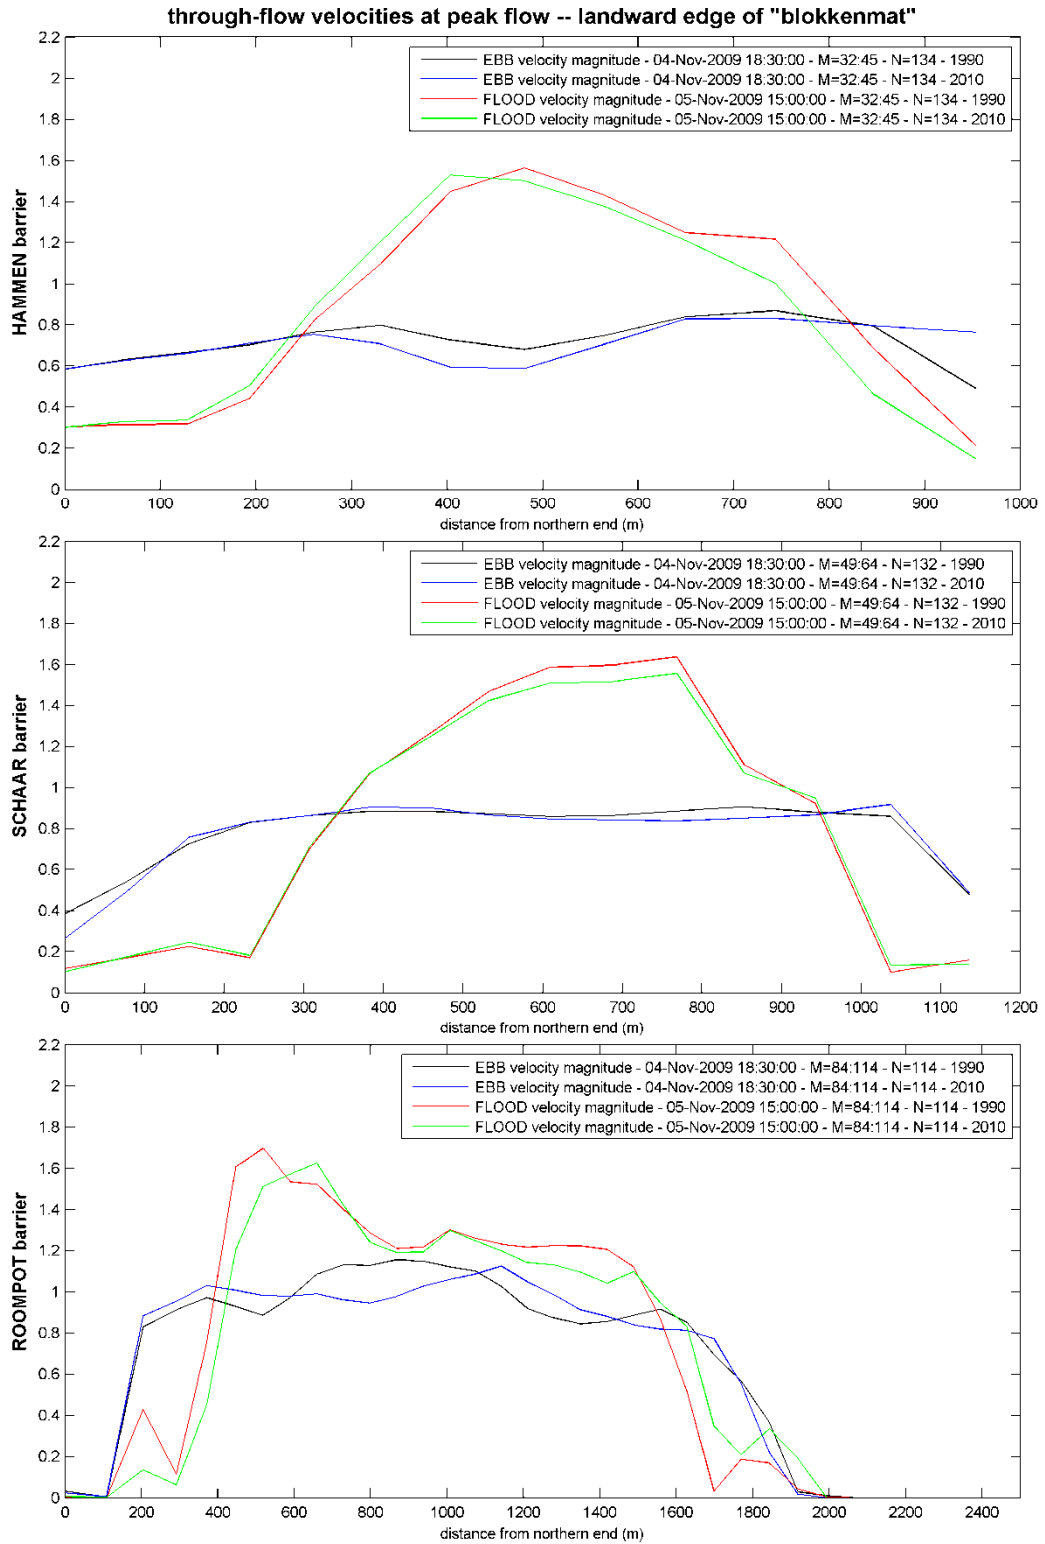 through-flow velocities at peak flow -- landward edge of "blokkenmat"
2.2
2
1.8
1.6
1.4
1.2
1
0.8
0.6
0.4
0.2
0
HAMMEN barrier
EBB velocity magnitude - 04-Nov-2009 18:30:00 - M=32:45 - N=134 - 1990
EBB velocity magnitude - 04-Nov-2009 18:30:00 - M=32:45 - N=134 - 2010
FLOOD velocity magnitude - 05-Nov-2009 15:00:00 - M=32:45 - N=134 - 1990
FLOOD velocity magnitude - 05-Nov-2009 15:00:00 - M=32:45 - N=134 - 2010
0 100 200 300 400 500 600 700 800 900 1000
distance from northern end (m)
2.2
2
1.8
1.6
1.4
1.2
1
0.8
0.6
0.4
0.2
0
SCHAAR barrier
EBB velocity magnitude - 04-Nov-2009 18:30:00 - M=49:64 - N=132 - 1990
EBB velocity magnitude - 04-Nov-2009 18:30:00 - M=49:64 - N=132 - 2010
FLOOD velocity magnitude - 05-Nov-2009 15:00:00 - M=49:64 - N=132 - 1990
FLOOD velocity magnitude - 05-Nov-2009 15:00:00 - M=49:64 - N=132 - 2010
0 100 200 300 400 500 600 700 800 900 1000 1100 1200
distance from northern end (m)
2.2
2
1.8
1.6
1.4
1.2
1
0.8
0.6
0.4
0.2
0
ROOMPOT barrier
EBB velocity magnitude - 04-Nov-2009 18:30:00 - M=84:114 - N=114 - 1990
EBB velocity magnitude - 04-Nov-2009 18:30:00 - M=84:114 - N=114 - 2010
FLOOD velocity magnitude - 05-Nov-2009 15:00:00 - M=84:114 - N=114 - 1990
FLOOD velocity magnitude - 05-Nov-2009 15:00:00 - M=84:114 - N=114 - 2010
0 200 400 600 800 1000 1200 1400 1600 1800 2000 2200 2400
distance from northern end (m)